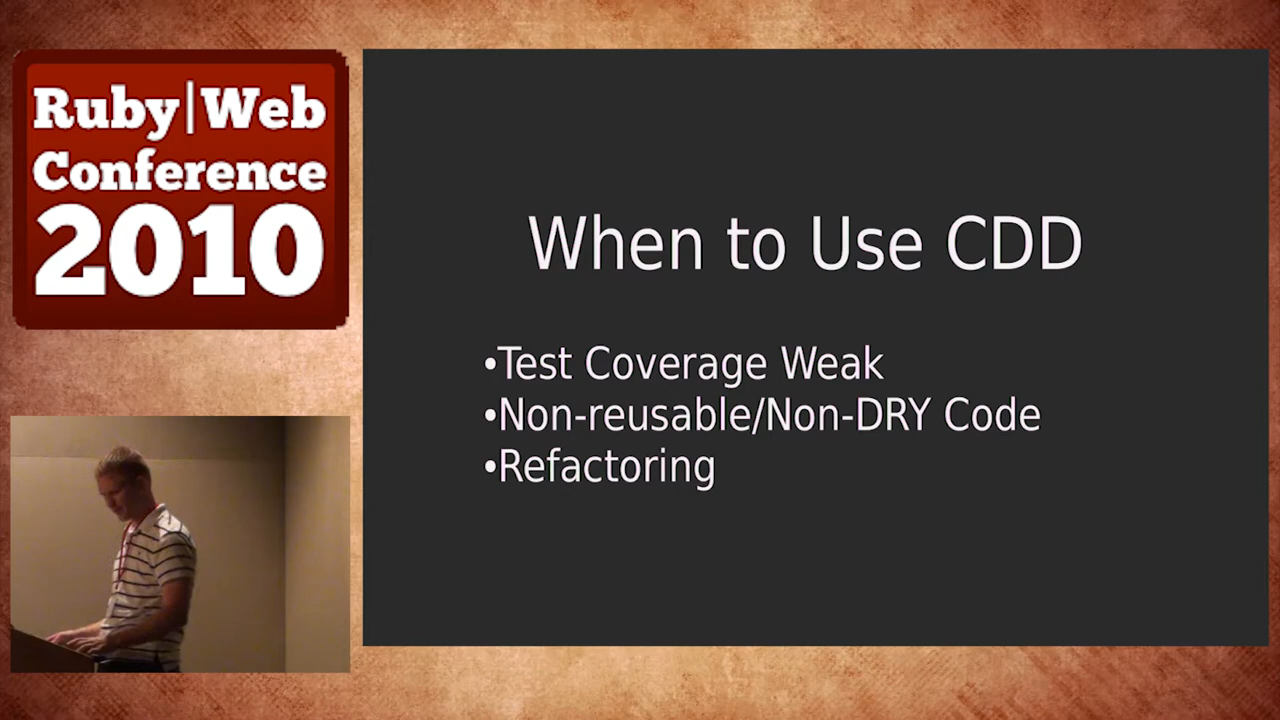 Ruby|Web
Conference
2010
When to Use CDD
•Test Coverage Weak
•Non-reusable/Non-DRY Code
•Refactoring